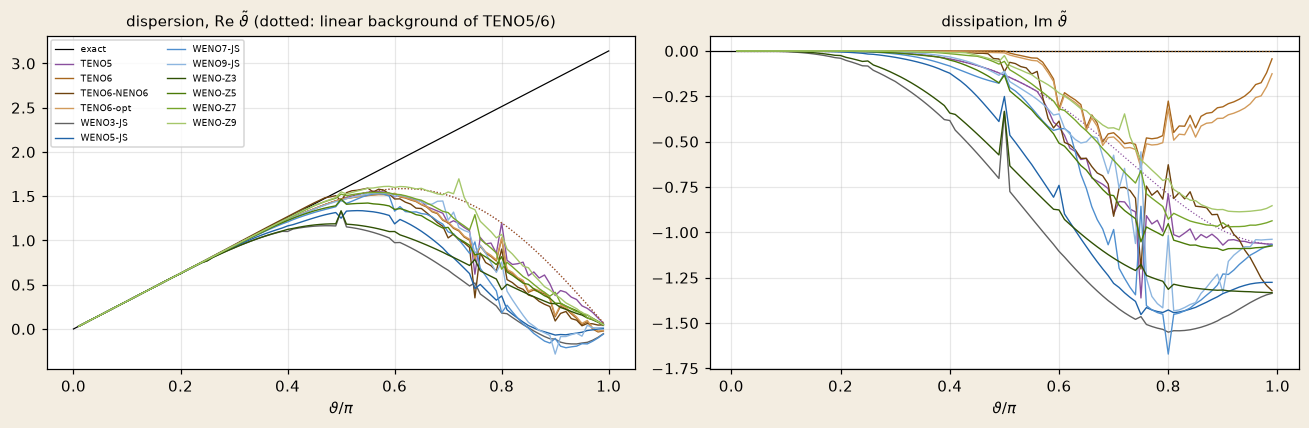 dispersion, Re ϑ̃ (dotted: linear background of TENO5/6)
exact
TENO5
TENO6
TENO6-NENO6
TENO6-opt
WENO3-JS
WENO5-JS
WENO7-JS
WENO9-JS
WENO-Z3
WENO-Z5
WENO-Z7
WENO-Z9
3.0
2.5
2.0
1.5
1.0
0.5
0.0
0.0
0.2
0.4
0.6
0.8
1.0
ϑ/π
dissipation, Im ϑ̃
0.00
−0.25
−0.50
−0.75
−1.00
−1.25
−1.50
−1.75
0.0
0.2
0.4
0.6
0.8
1.0
ϑ/π